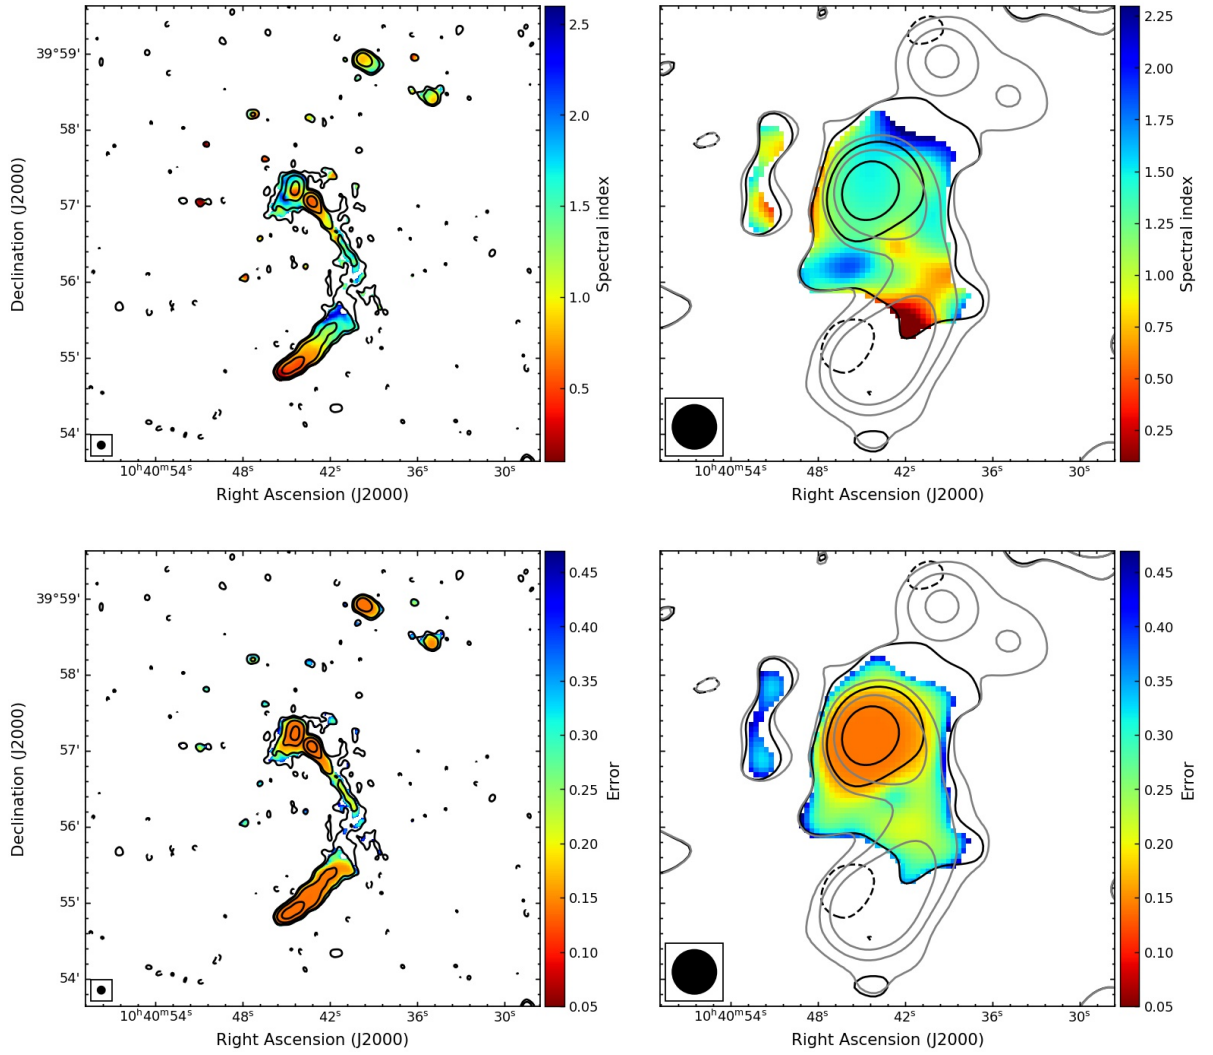 39°59'
58'
57'
56'
55'
54'
Declination (J2000)
10ʰ40ᵐ54ˢ
48ˢ
42ˢ
36ˢ
30ˢ
Right Ascension (J2000)
2.5
2.0
1.5
1.0
0.5
Spectral index
10ʰ40ᵐ54ˢ
48ˢ
42ˢ
36ˢ
30ˢ
Right Ascension (J2000)
2.25
2.00
1.75
1.50
1.25
1.00
0.75
0.50
0.25
Spectral index
39°59'
58'
57'
56'
55'
54'
Declination (J2000)
10ʰ40ᵐ54ˢ
48ˢ
42ˢ
36ˢ
30ˢ
Right Ascension (J2000)
0.45
0.40
0.35
0.30
0.25
0.20
0.15
0.10
0.05
Error
10ʰ40ᵐ54ˢ
48ˢ
42ˢ
36ˢ
30ˢ
Right Ascension (J2000)
0.45
0.40
0.35
0.30
0.25
0.20
0.15
0.10
0.05
Error